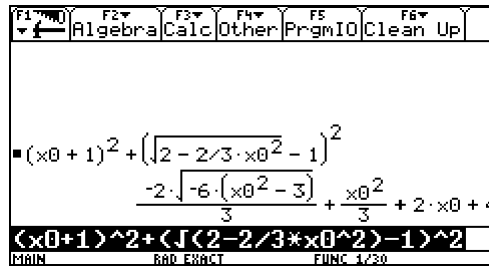 F1 F2 F3 F4 F5 F6
Algebra Calc Other PrgmIO Clean Up
(x0 + 1)² + (√2 - 2/3·x0² - 1)²
-2·√-6·(x0² - 3)/3 + x0²/3 + 2·x0 + 4
(x0+1)^2+(√(2-2/3*x0^2)-1)^2
MAIN RAD EXACT FUNC 1/30